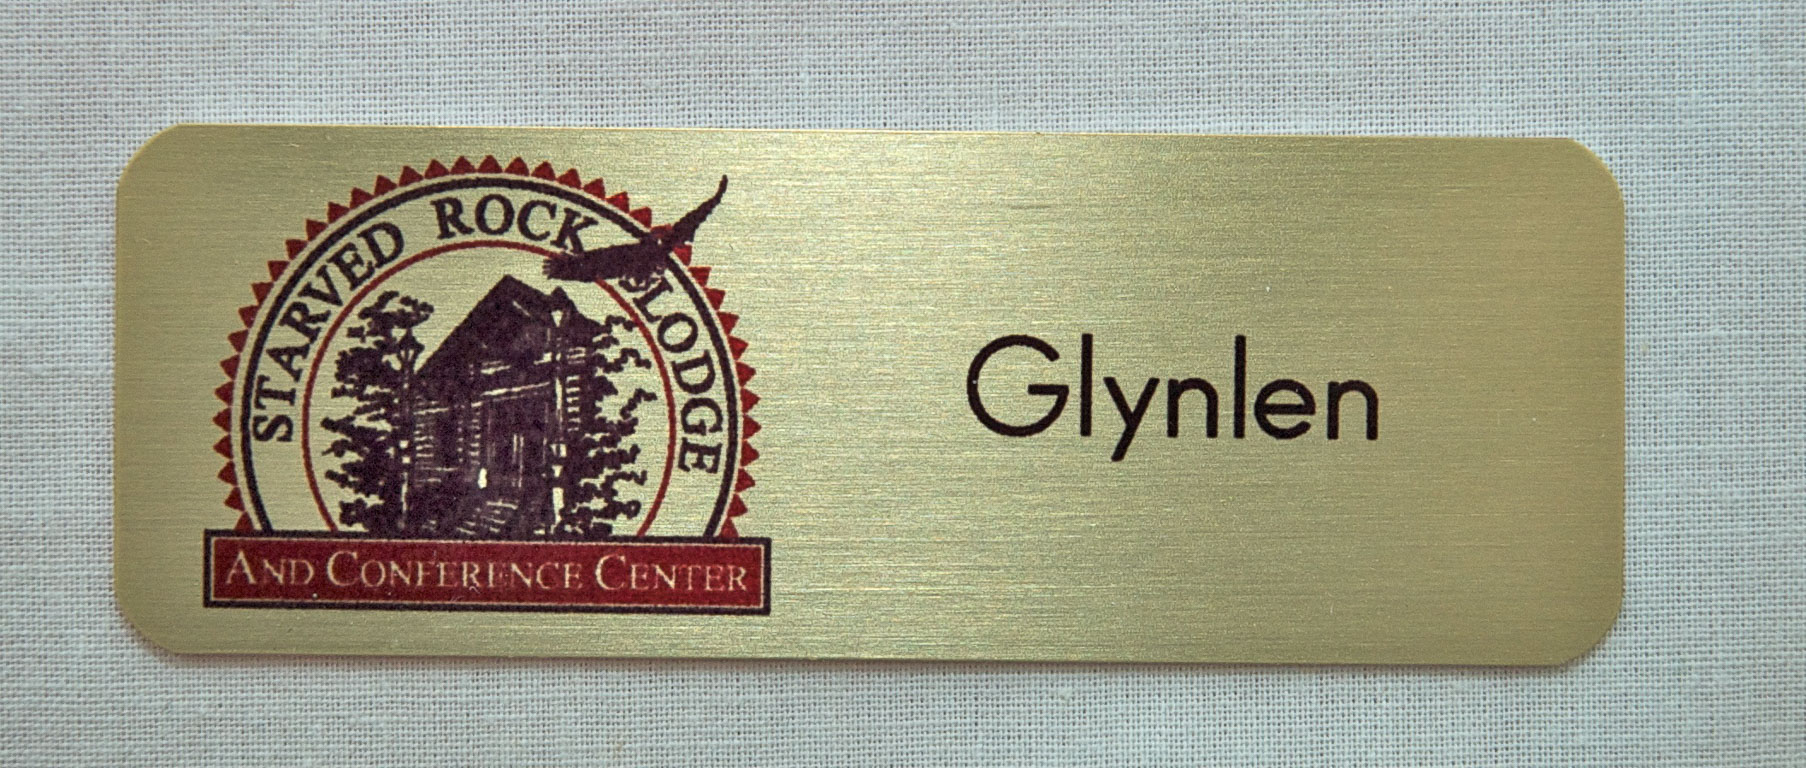 STARVED ROCK LODGE
AND CONFERENCE CENTER
Glynlen